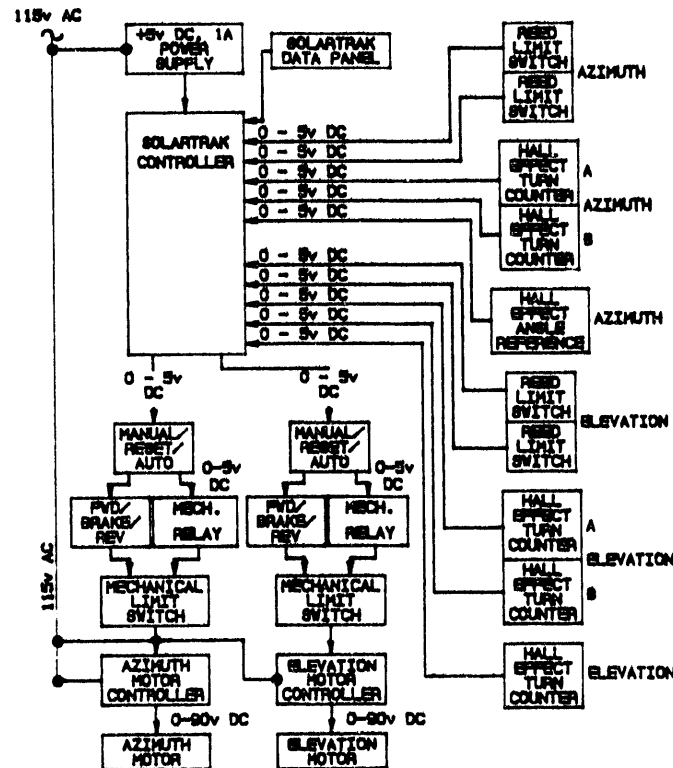 115v AC
+5v DC, 1A
POWER
SUPPLY
SOLARTRAK
DATA PANEL
REED
LIMIT
SWITCH
REED
LIMIT
SWITCH
AZIMUTH
SOLARTRAK
CONTROLLER
0 - 5v DC
0 - 5v DC
0 - 5v DC
0 - 5v DC
0 - 5v DC
HALL
EFFECT
TURN
COUNTER
A
AZIMUTH
HALL
EFFECT
TURN
COUNTER
B
0 - 5v DC
0 - 5v DC
0 - 5v DC
0 - 5v DC
0 - 5v DC
HALL
EFFECT
ANGLE
REFERENCE
AZIMUTH
0 - 5v
DC
0 - 5v
DC
REED
LIMIT
SWITCH
REED
LIMIT
SWITCH
ELEVATION
MANUAL/
RESET/
AUTO
0-5v
DC
MANUAL/
RESET/
AUTO
0-5v
DC
FWD/
BRAKE/
REV
MECH.
RELAY
FWD/
BRAKE/
REV
MECH.
RELAY
HALL
EFFECT
TURN
COUNTER
A
ELEVATION
HALL
EFFECT
TURN
COUNTER
B
115v AC
MECHANICAL
LIMIT
SWITCH
MECHANICAL
LIMIT
SWITCH
AZIMUTH
MOTOR
CONTROLLER
ELEVATION
MOTOR
CONTROLLER
HALL
EFFECT
TURN
COUNTER
ELEVATION
0-90v DC
0-90v DC
AZIMUTH
MOTOR
ELEVATION
MOTOR